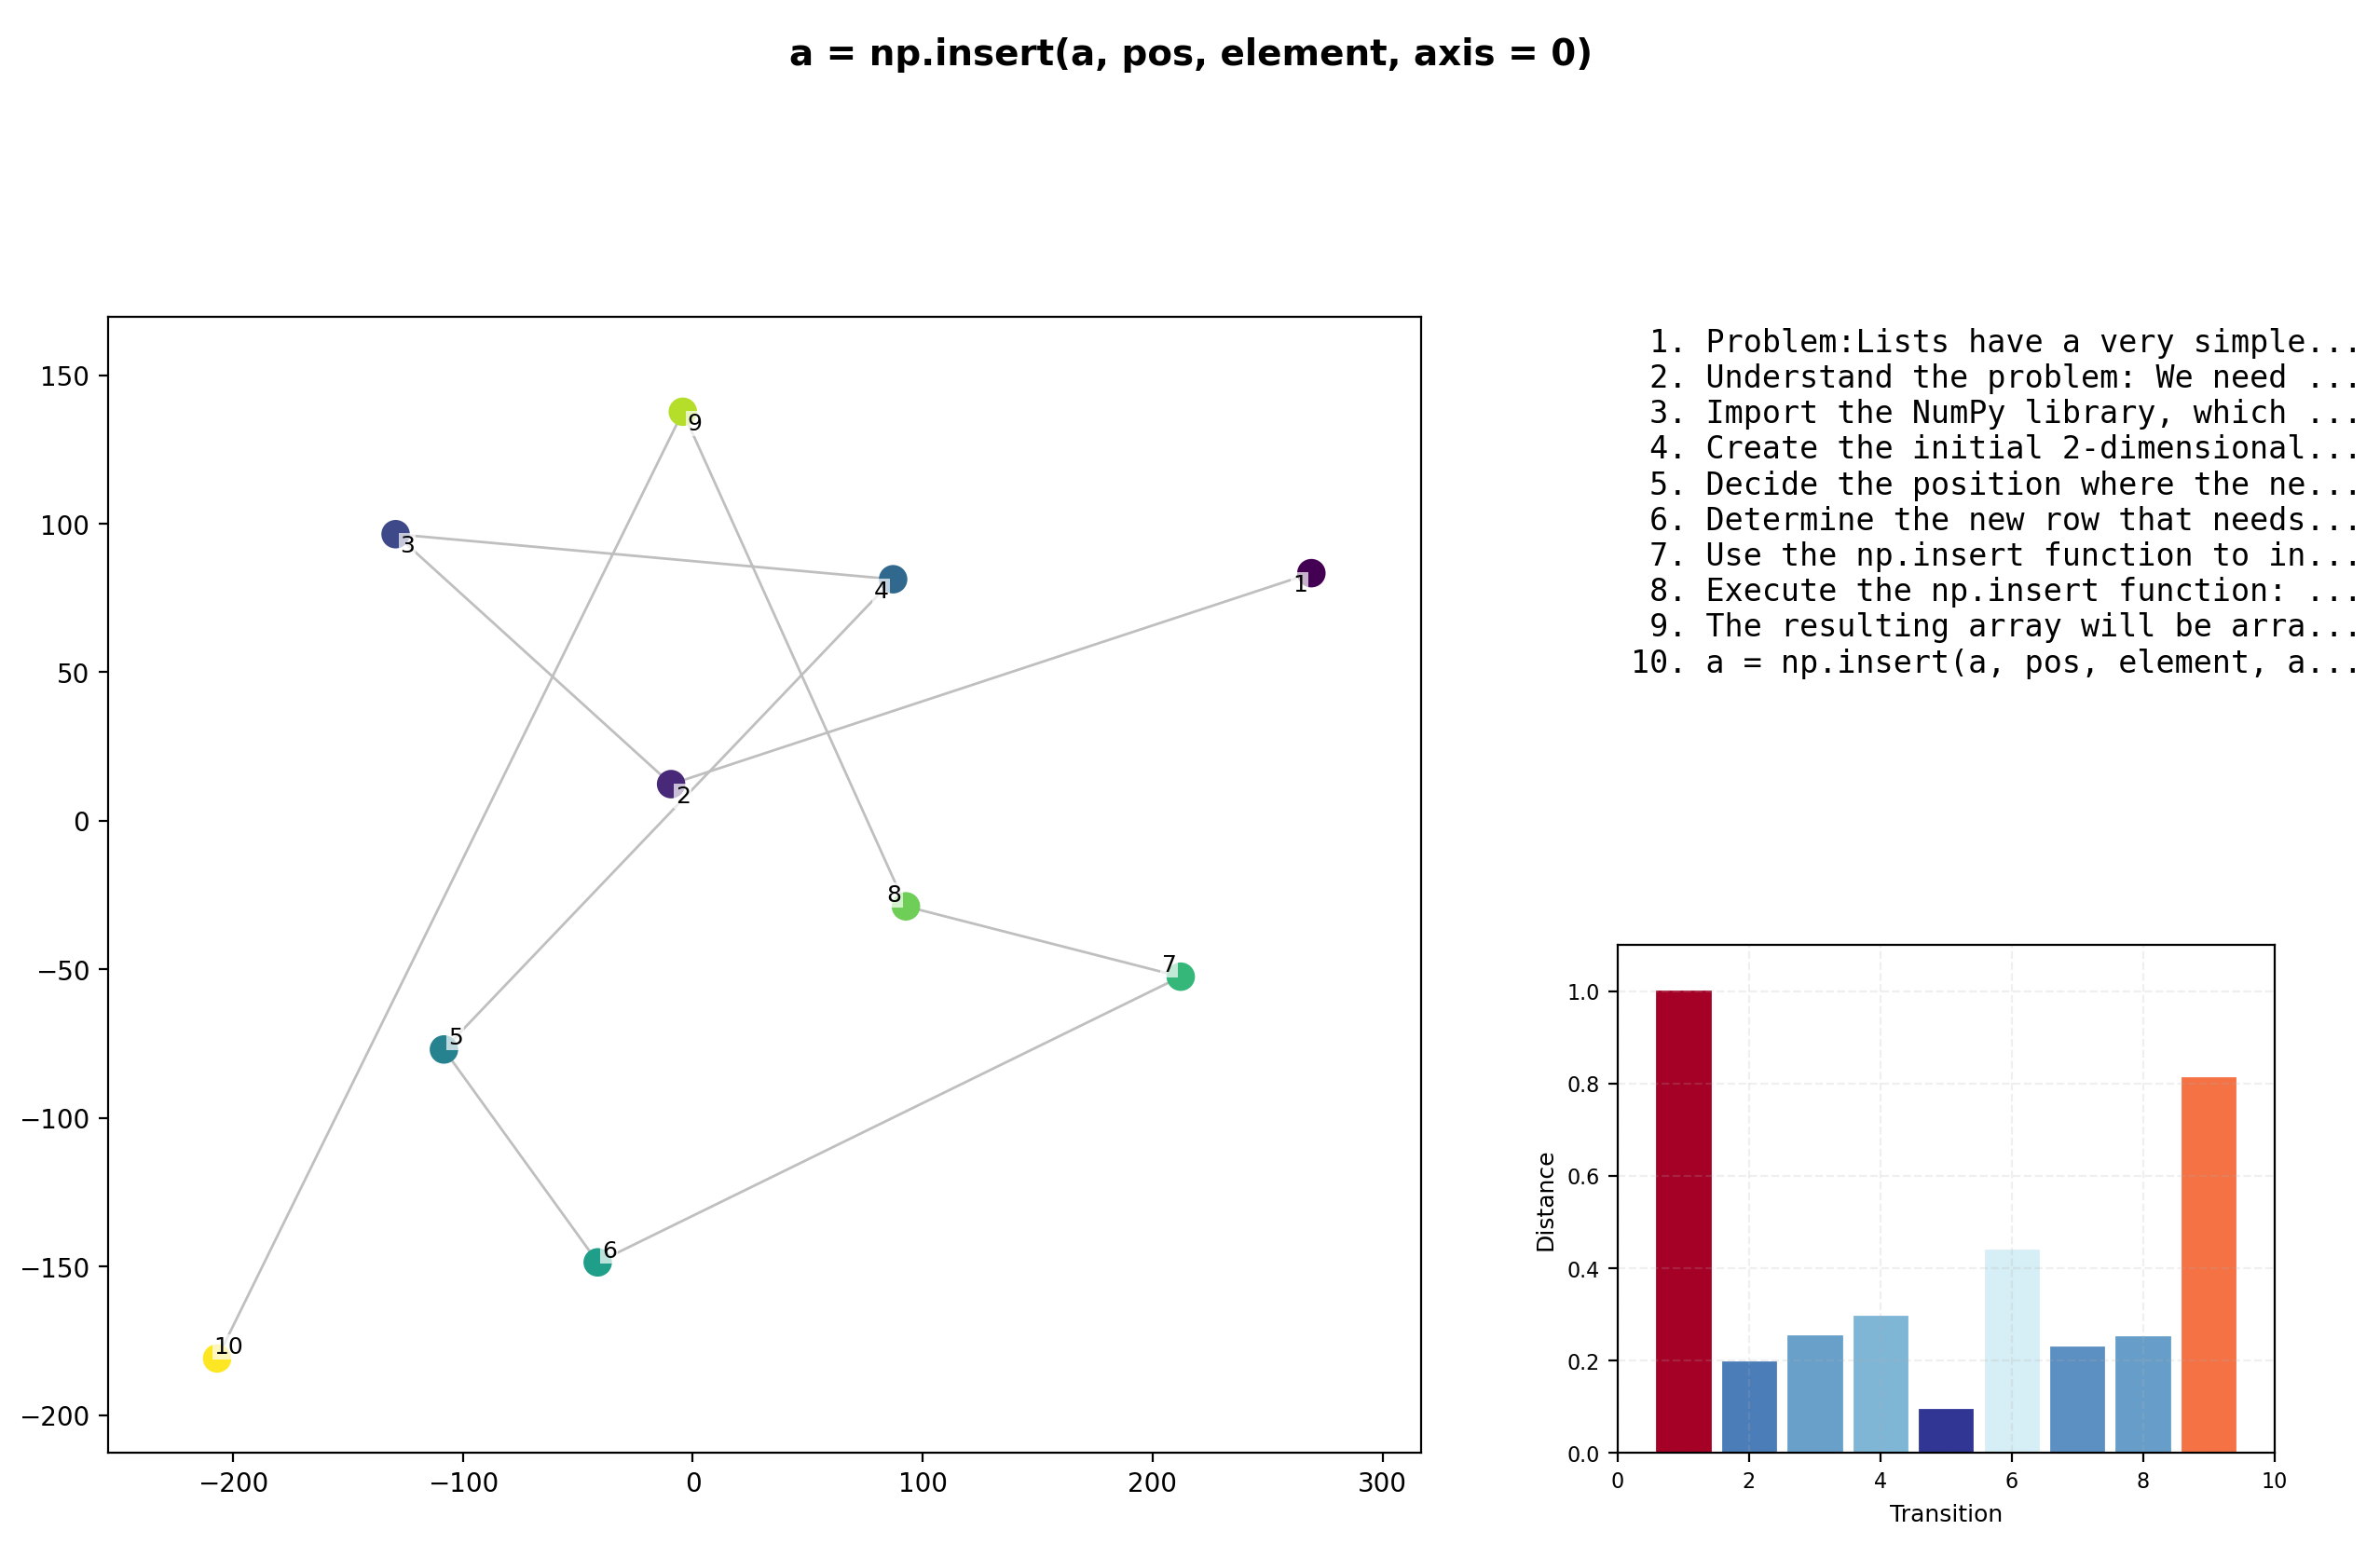 a = np.insert(a, pos, element, axis = 0)
150
100
50
0
−50
−100
−150
−200
−200
−100
0
100
200
300
1
2
3
4
5
6
7
8
9
10
1. Problem:Lists have a very simple...
2. Understand the problem: We need ...
3. Import the NumPy library, which ...
4. Create the initial 2-dimensional...
5. Decide the position where the ne...
6. Determine the new row that needs...
7. Use the np.insert function to in...
8. Execute the np.insert function: ...
9. The resulting array will be arra...
10. a = np.insert(a, pos, element, a...
Distance
1.0
0.8
0.6
0.4
0.2
0.0
0
2
4
6
8
10
Transition